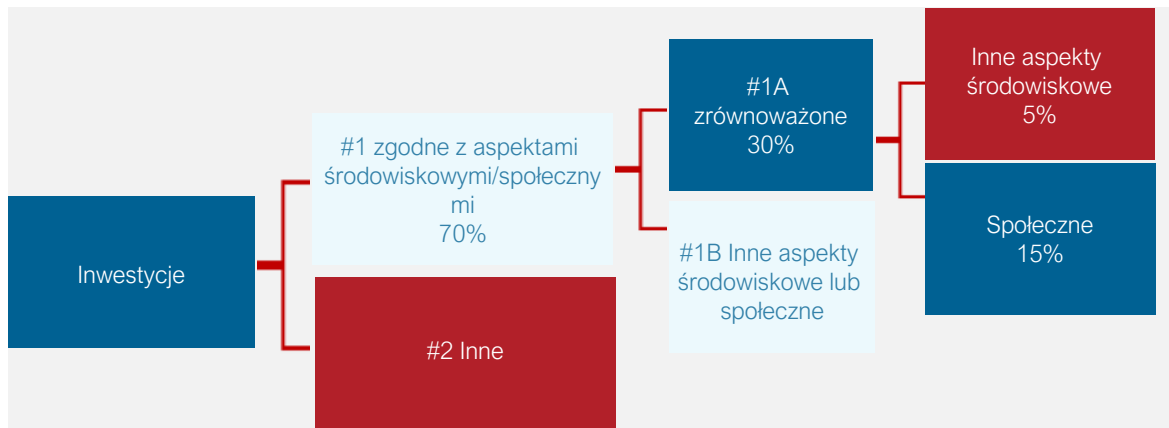 Inwestycje
#1 zgodne z aspektami
środowiskowymi/społeczny
mi
70%
#2 Inne
#1A
zrównoważone
30%
#1B Inne aspekty
środowiskowe lub
społeczne
Inne aspekty
środowiskowe
5%
Społeczne
15%